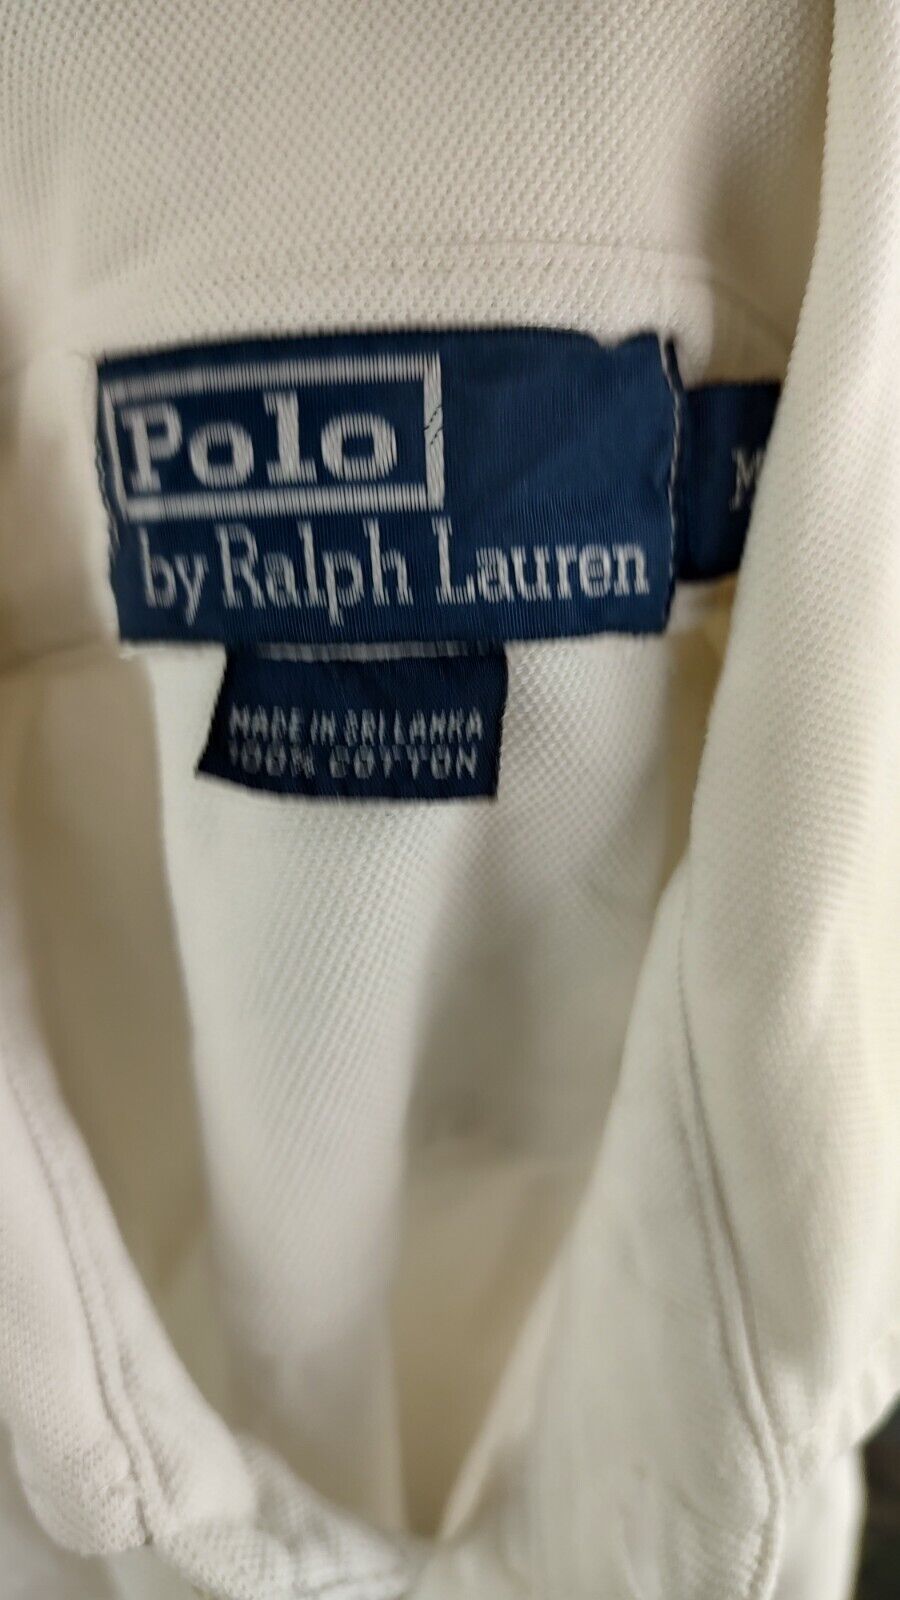 Polo
by Ralph Lauren
M
MADE IN SRI LANKA
100% COTTON